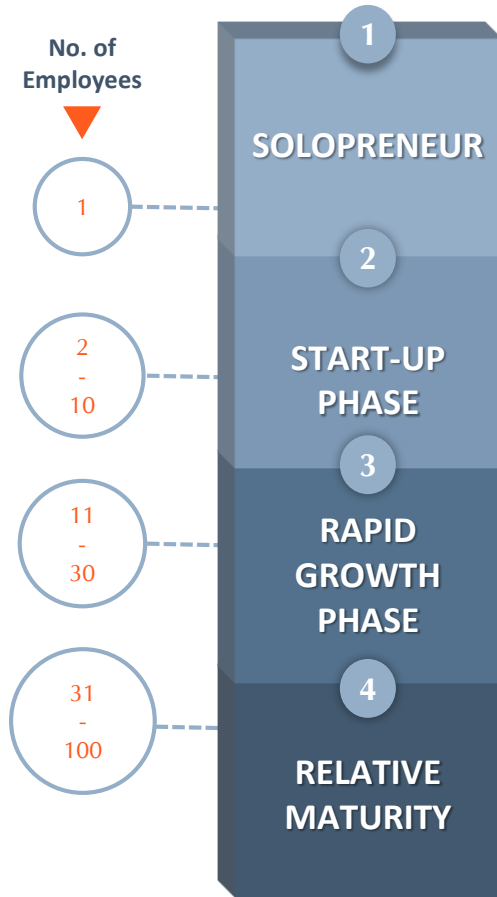 No. of
Employees
1
SOLOPRENEUR
1
2
2
-
10
START-UP
PHASE
3
11
-
30
RAPID
GROWTH
PHASE
4
31
-
100
RELATIVE
MATURITY